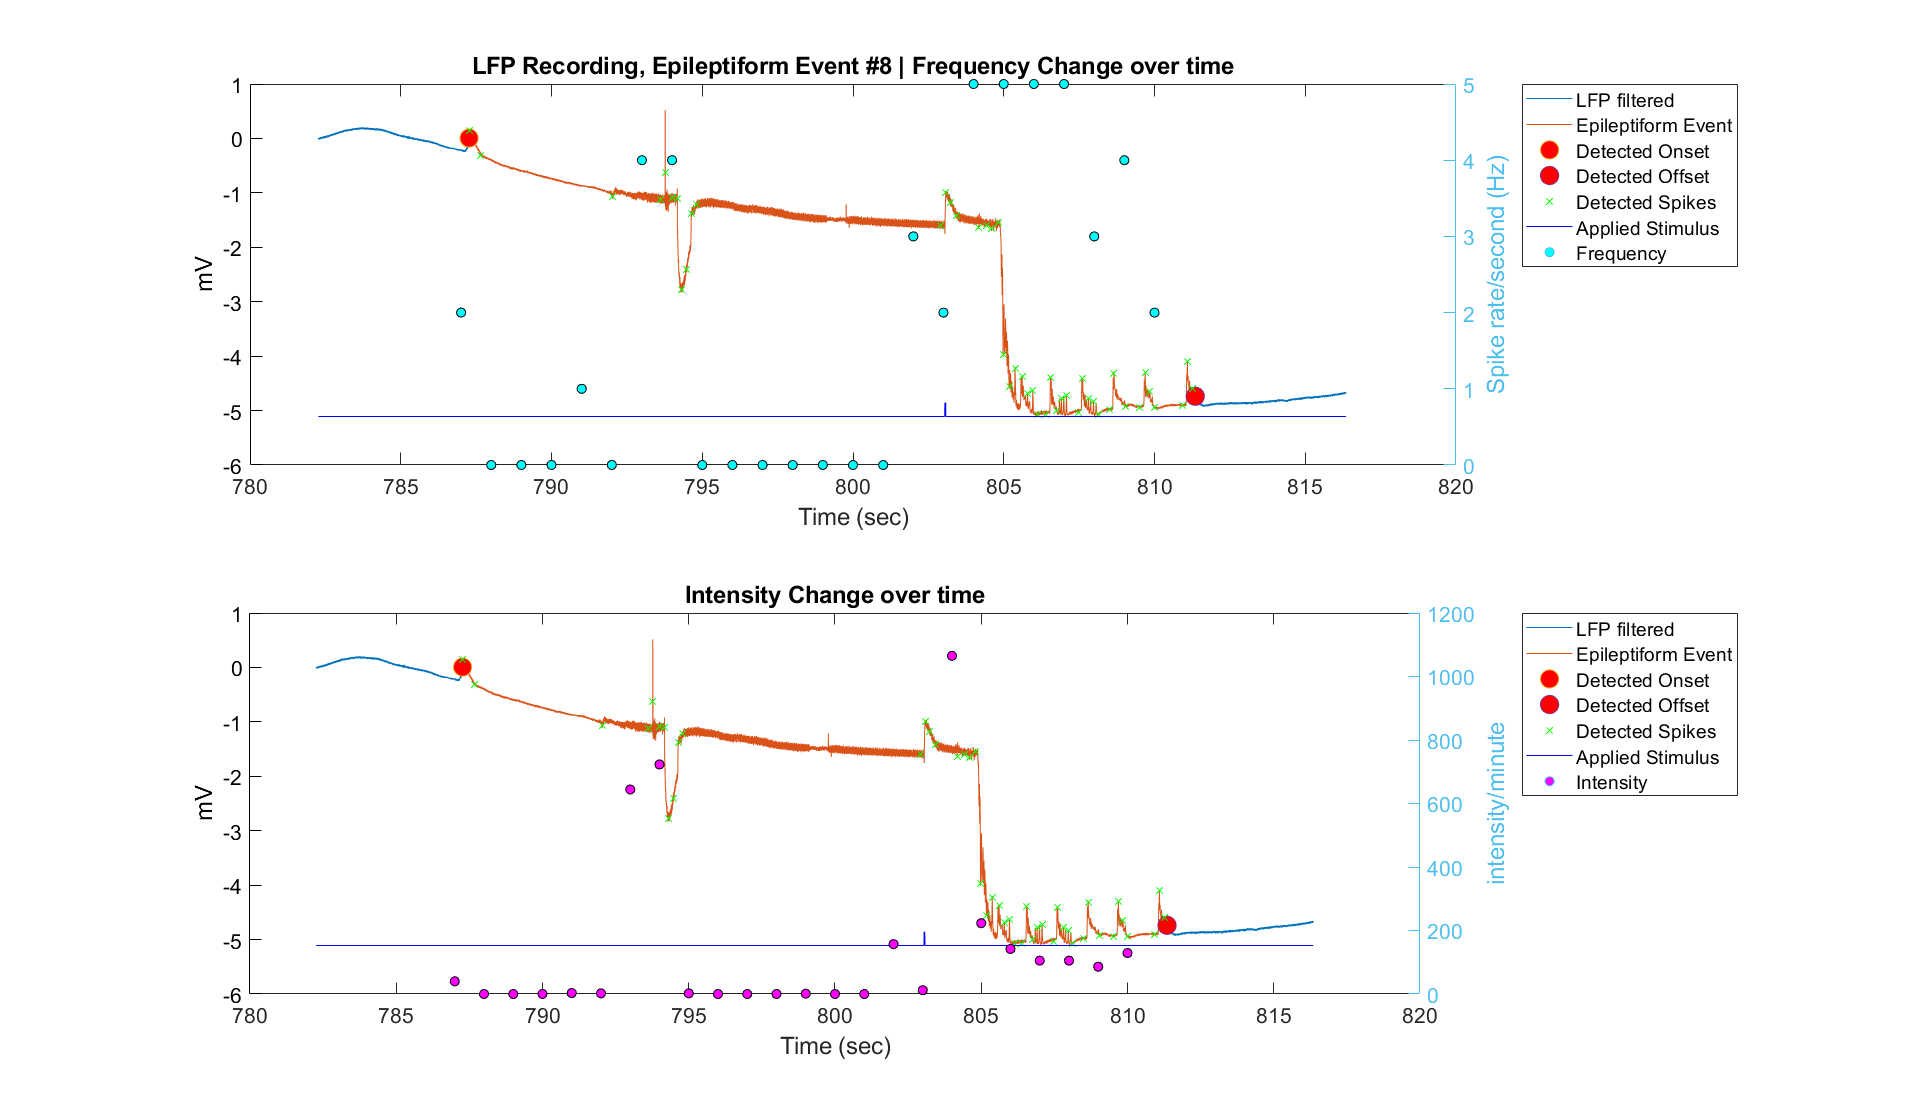 LFP Recording, Epileptiform Event #8 | Frequency Change over time
1
0
-1
-2
-3
-4
-5
-6
mV
780
785
790
795
800
805
810
815
820
Time (sec)
5
4
3
2
1
0
Spike rate/second (Hz)
LFP filtered
Epileptiform Event
Detected Onset
Detected Offset
Detected Spikes
Applied Stimulus
Frequency
Intensity Change over time
1
0
-1
-2
-3
-4
-5
-6
mV
780
785
790
795
800
805
810
815
820
Time (sec)
1200
1000
800
600
400
200
0
intensity/minute
LFP filtered
Epileptiform Event
Detected Onset
Detected Offset
Detected Spikes
Applied Stimulus
Intensity